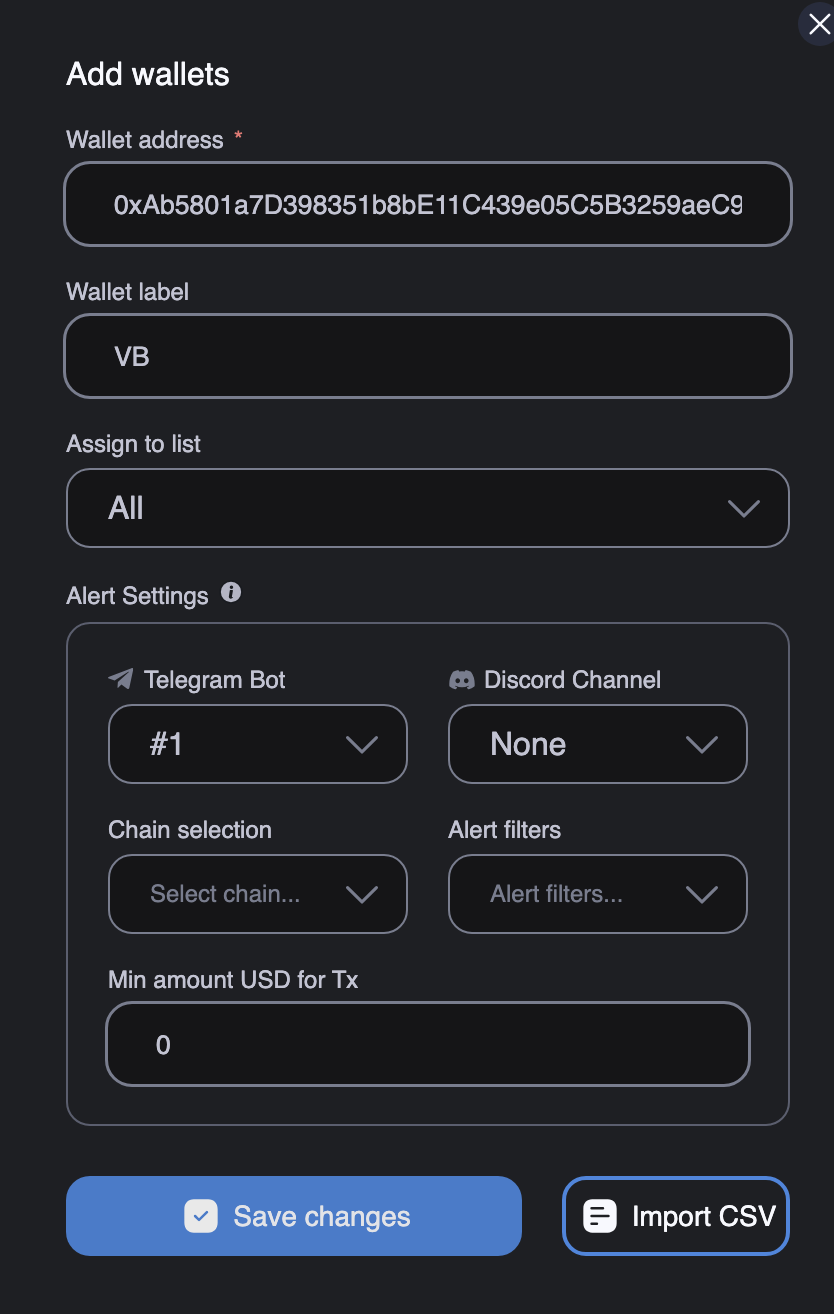 Add wallets
Wallet address *
0xAb5801a7D398351b8bE11C439e05C5B3259aeC9
Wallet label
VB
Assign to list
All
Alert Settings
Telegram Bot Discord Channel
#1 None
Chain selection Alert filters
Select chain... Alert filters...
Min amount USD for Tx
0
Save changes Import CSV